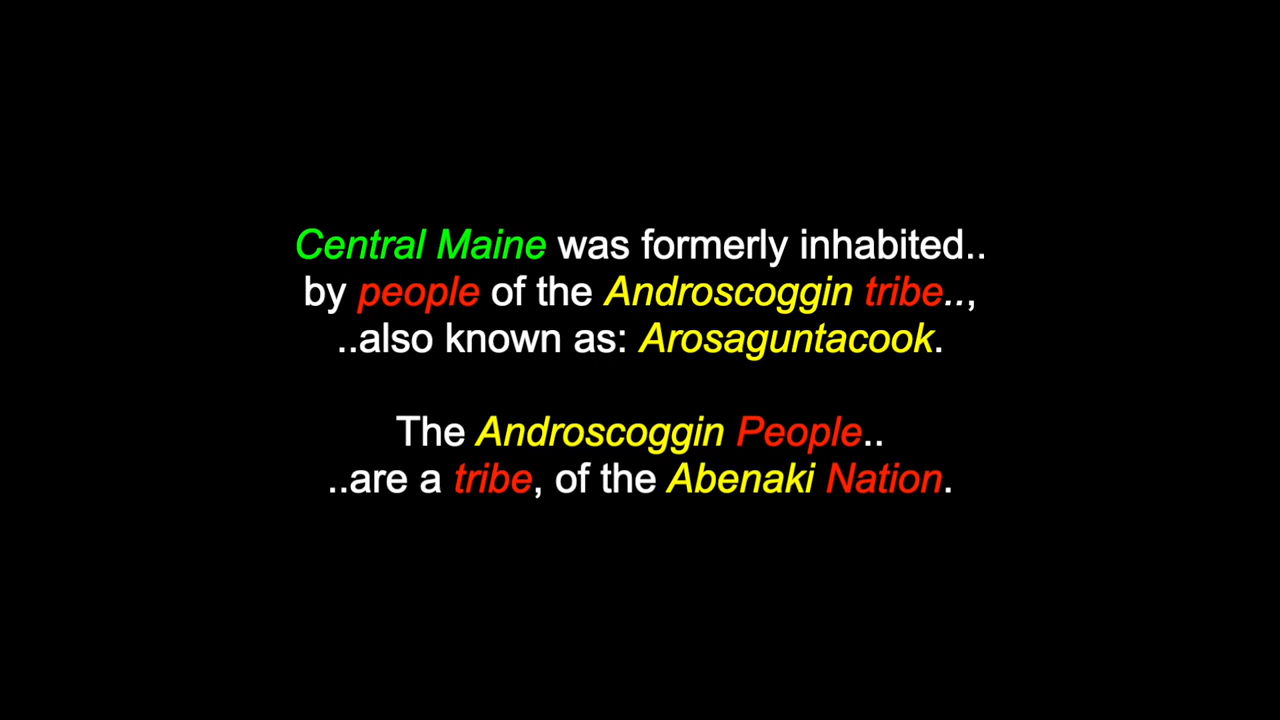 Central Maine was formerly inhabited..
by people of the Androscoggin tribe..,
..also known as: Arosaguntacook.
The Androscoggin People..
..are a tribe, of the Abenaki Nation.